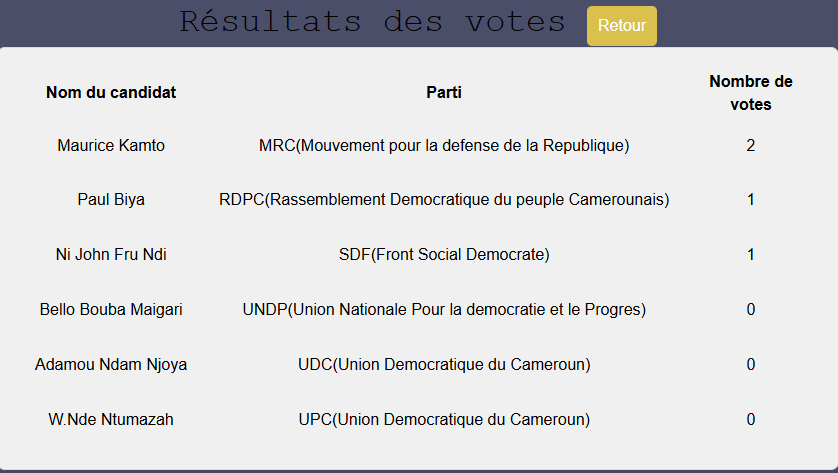 Résultats des votes Retour
Nom du candidat Parti Nombre de
votes
Maurice Kamto MRC(Mouvement pour la defense de la Republique) 2
Paul Biya RDPC(Rassemblement Democratique du peuple Camerounais) 1
Ni John Fru Ndi SDF(Front Social Democrate) 1
Bello Bouba Maigari UNDP(Union Nationale Pour la democratie et le Progres) 0
Adamou Ndam Njoya UDC(Union Democratique du Cameroun) 0
W.Nde Ntumazah UPC(Union Democratique du Cameroun) 0